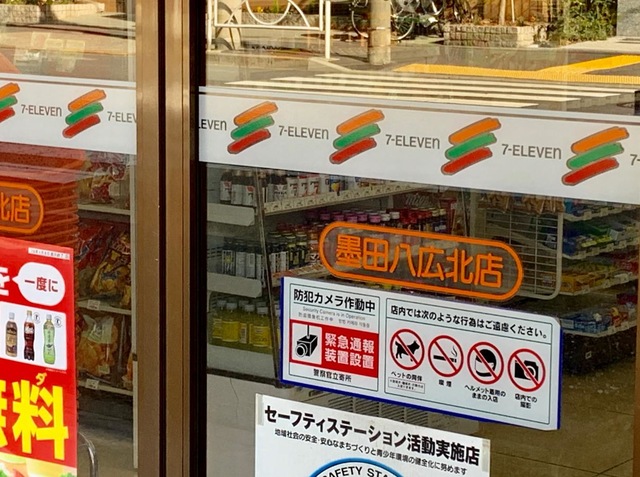 7-ELEVEN
7-ELEVEN
7-ELEVEN
7-ELEVEN
7-ELEVEN
北店
墨田八広北店
を一度に
無料
防犯カメラ作動中
Security Camera is in Operation
緊急通報
装置設置
警察官立寄所
店内では次のような行為はご遠慮ください。
ペットの同伴
喫煙
ヘルメット着用の
ままの入店
店内での
撮影
セーフティステーション活動実施店
地域社会の安全・安心なまちづくりと青少年環境の健全化に努めます
SAFETY STA